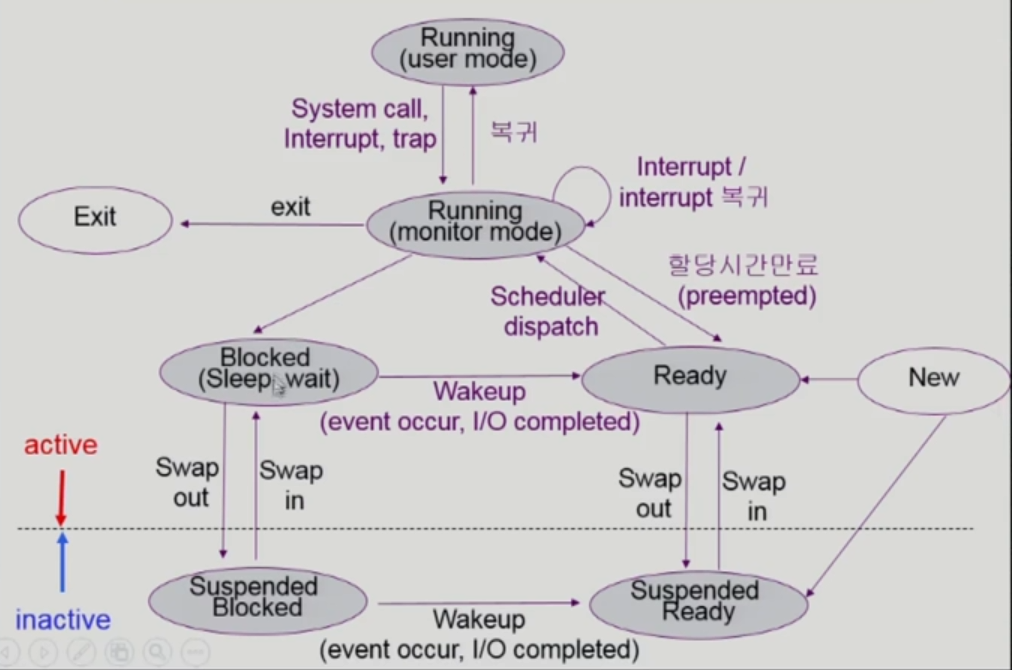 Running
(user mode)
System call,
Interrupt, trap
복귀
Interrupt /
interrupt 복귀
Exit
exit
Running
(monitor mode)
할당시간만료
(preempted)
Scheduler
dispatch
Blocked
(Sleep, wait)
Wakeup
(event occur, I/O completed)
Ready
New
active
Swap
out
Swap
in
Swap
out
Swap
in
inactive
Suspended
Blocked
Wakeup
(event occur, I/O completed)
Suspended
Ready